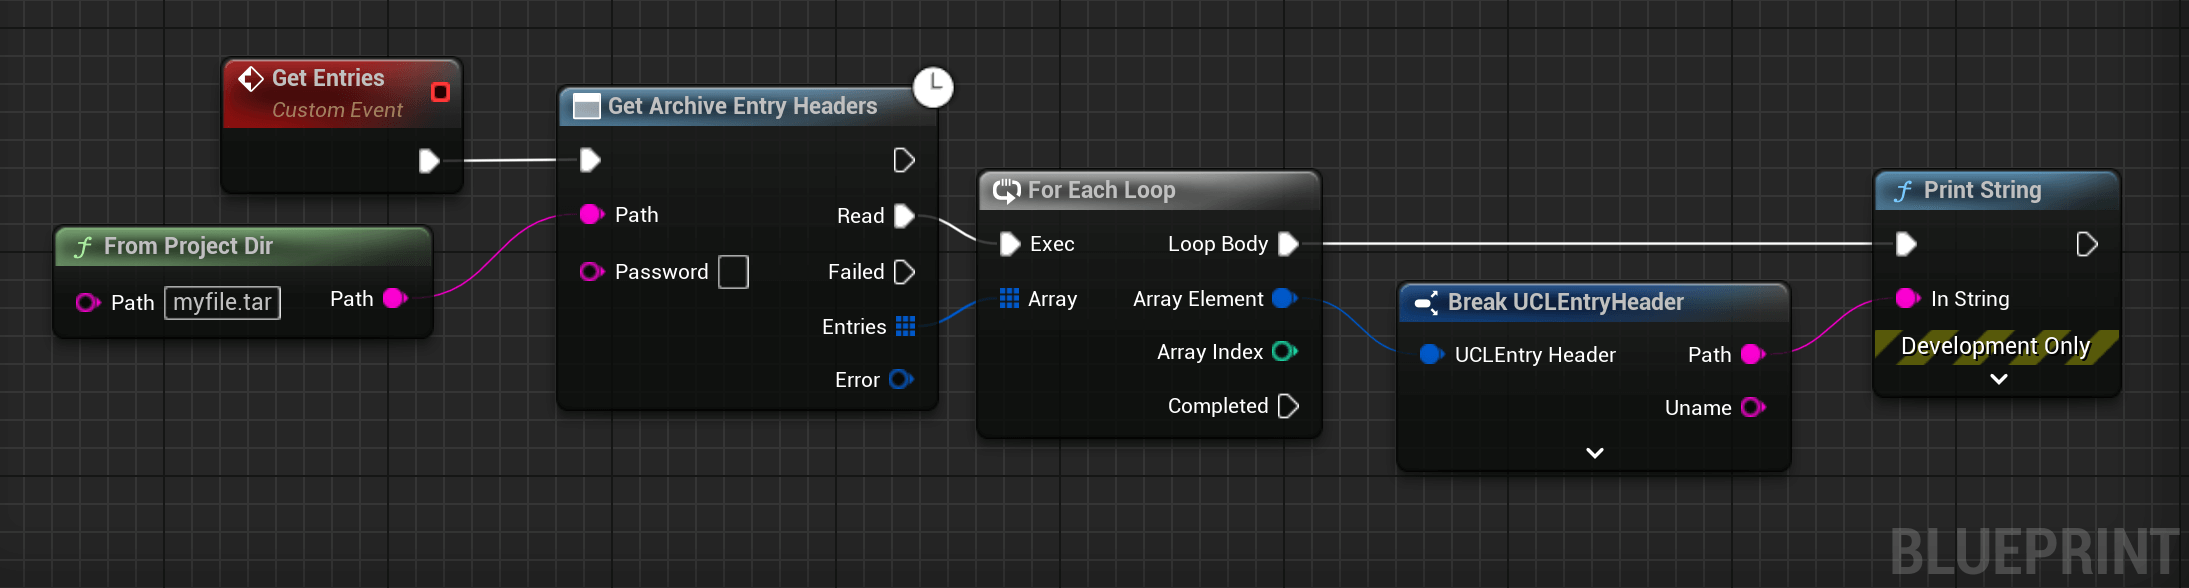 Get Entries
Custom Event
From Project Dir
Path myfile.tar Path
Get Archive Entry Headers
Path Read
Password Failed
Entries
Error
For Each Loop
Exec Loop Body
Array Array Element
Array Index
Completed
Break UCLEntryHeader
UCLEntry Header Path
Uname
Print String
In String
Development Only
BLUEPRINT